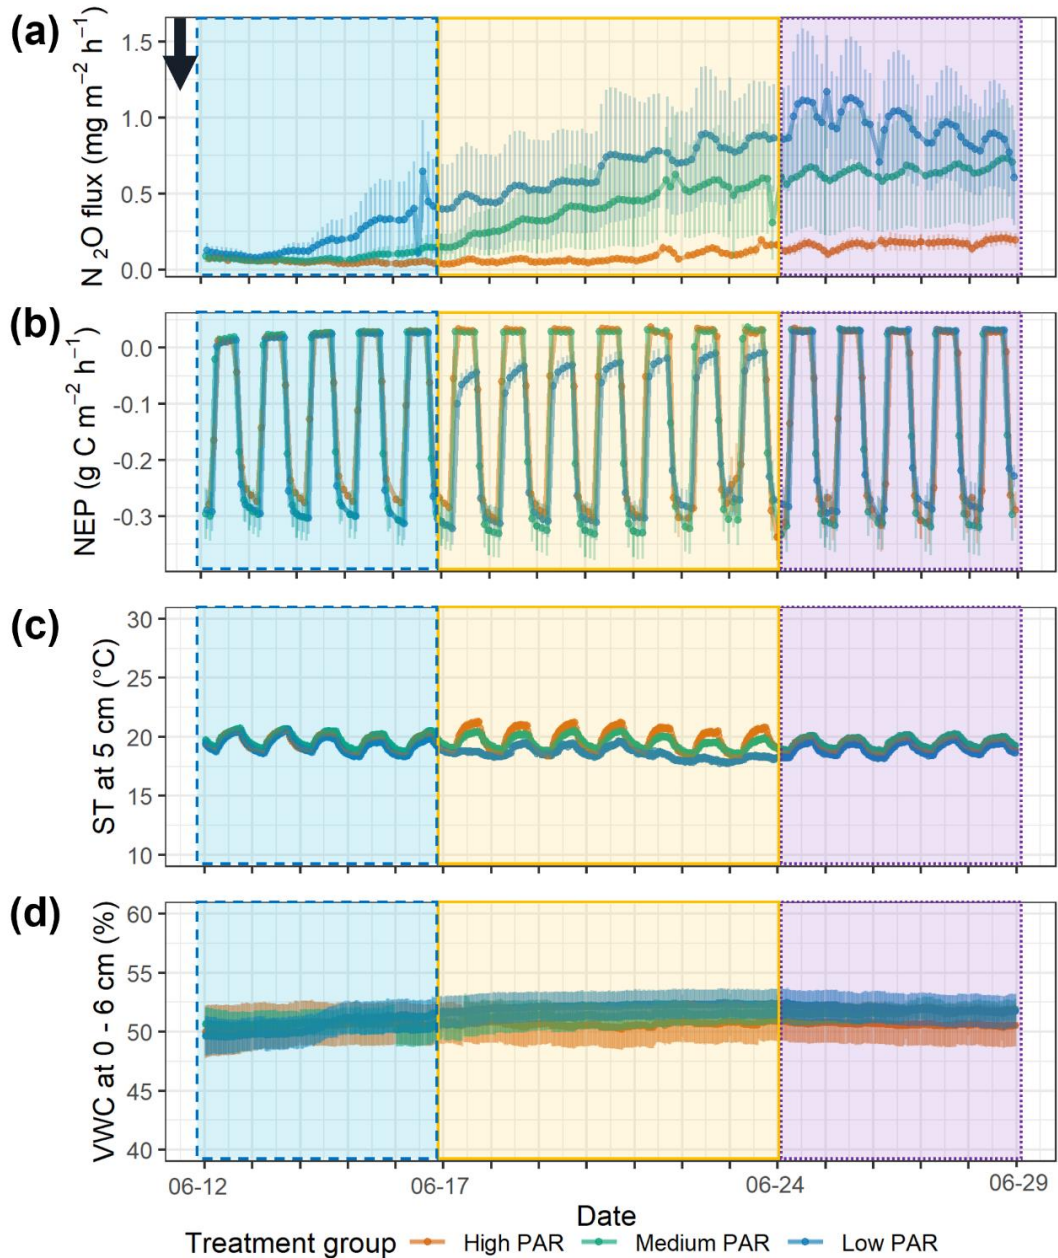 (a)
N₂O flux (mg m⁻² h⁻¹)
1.5
1.0
0.5
0.0
(b)
NEP (g C m⁻² h⁻¹)
0.0
-0.1
-0.2
-0.3
(c)
ST at 5 cm (°C)
30
25
20
15
10
(d)
VWC at 0 - 6 cm (%)
60
55
50
45
40
06-12 06-17 06-24 06-29
Date
Treatment group High PAR Medium PAR Low PAR